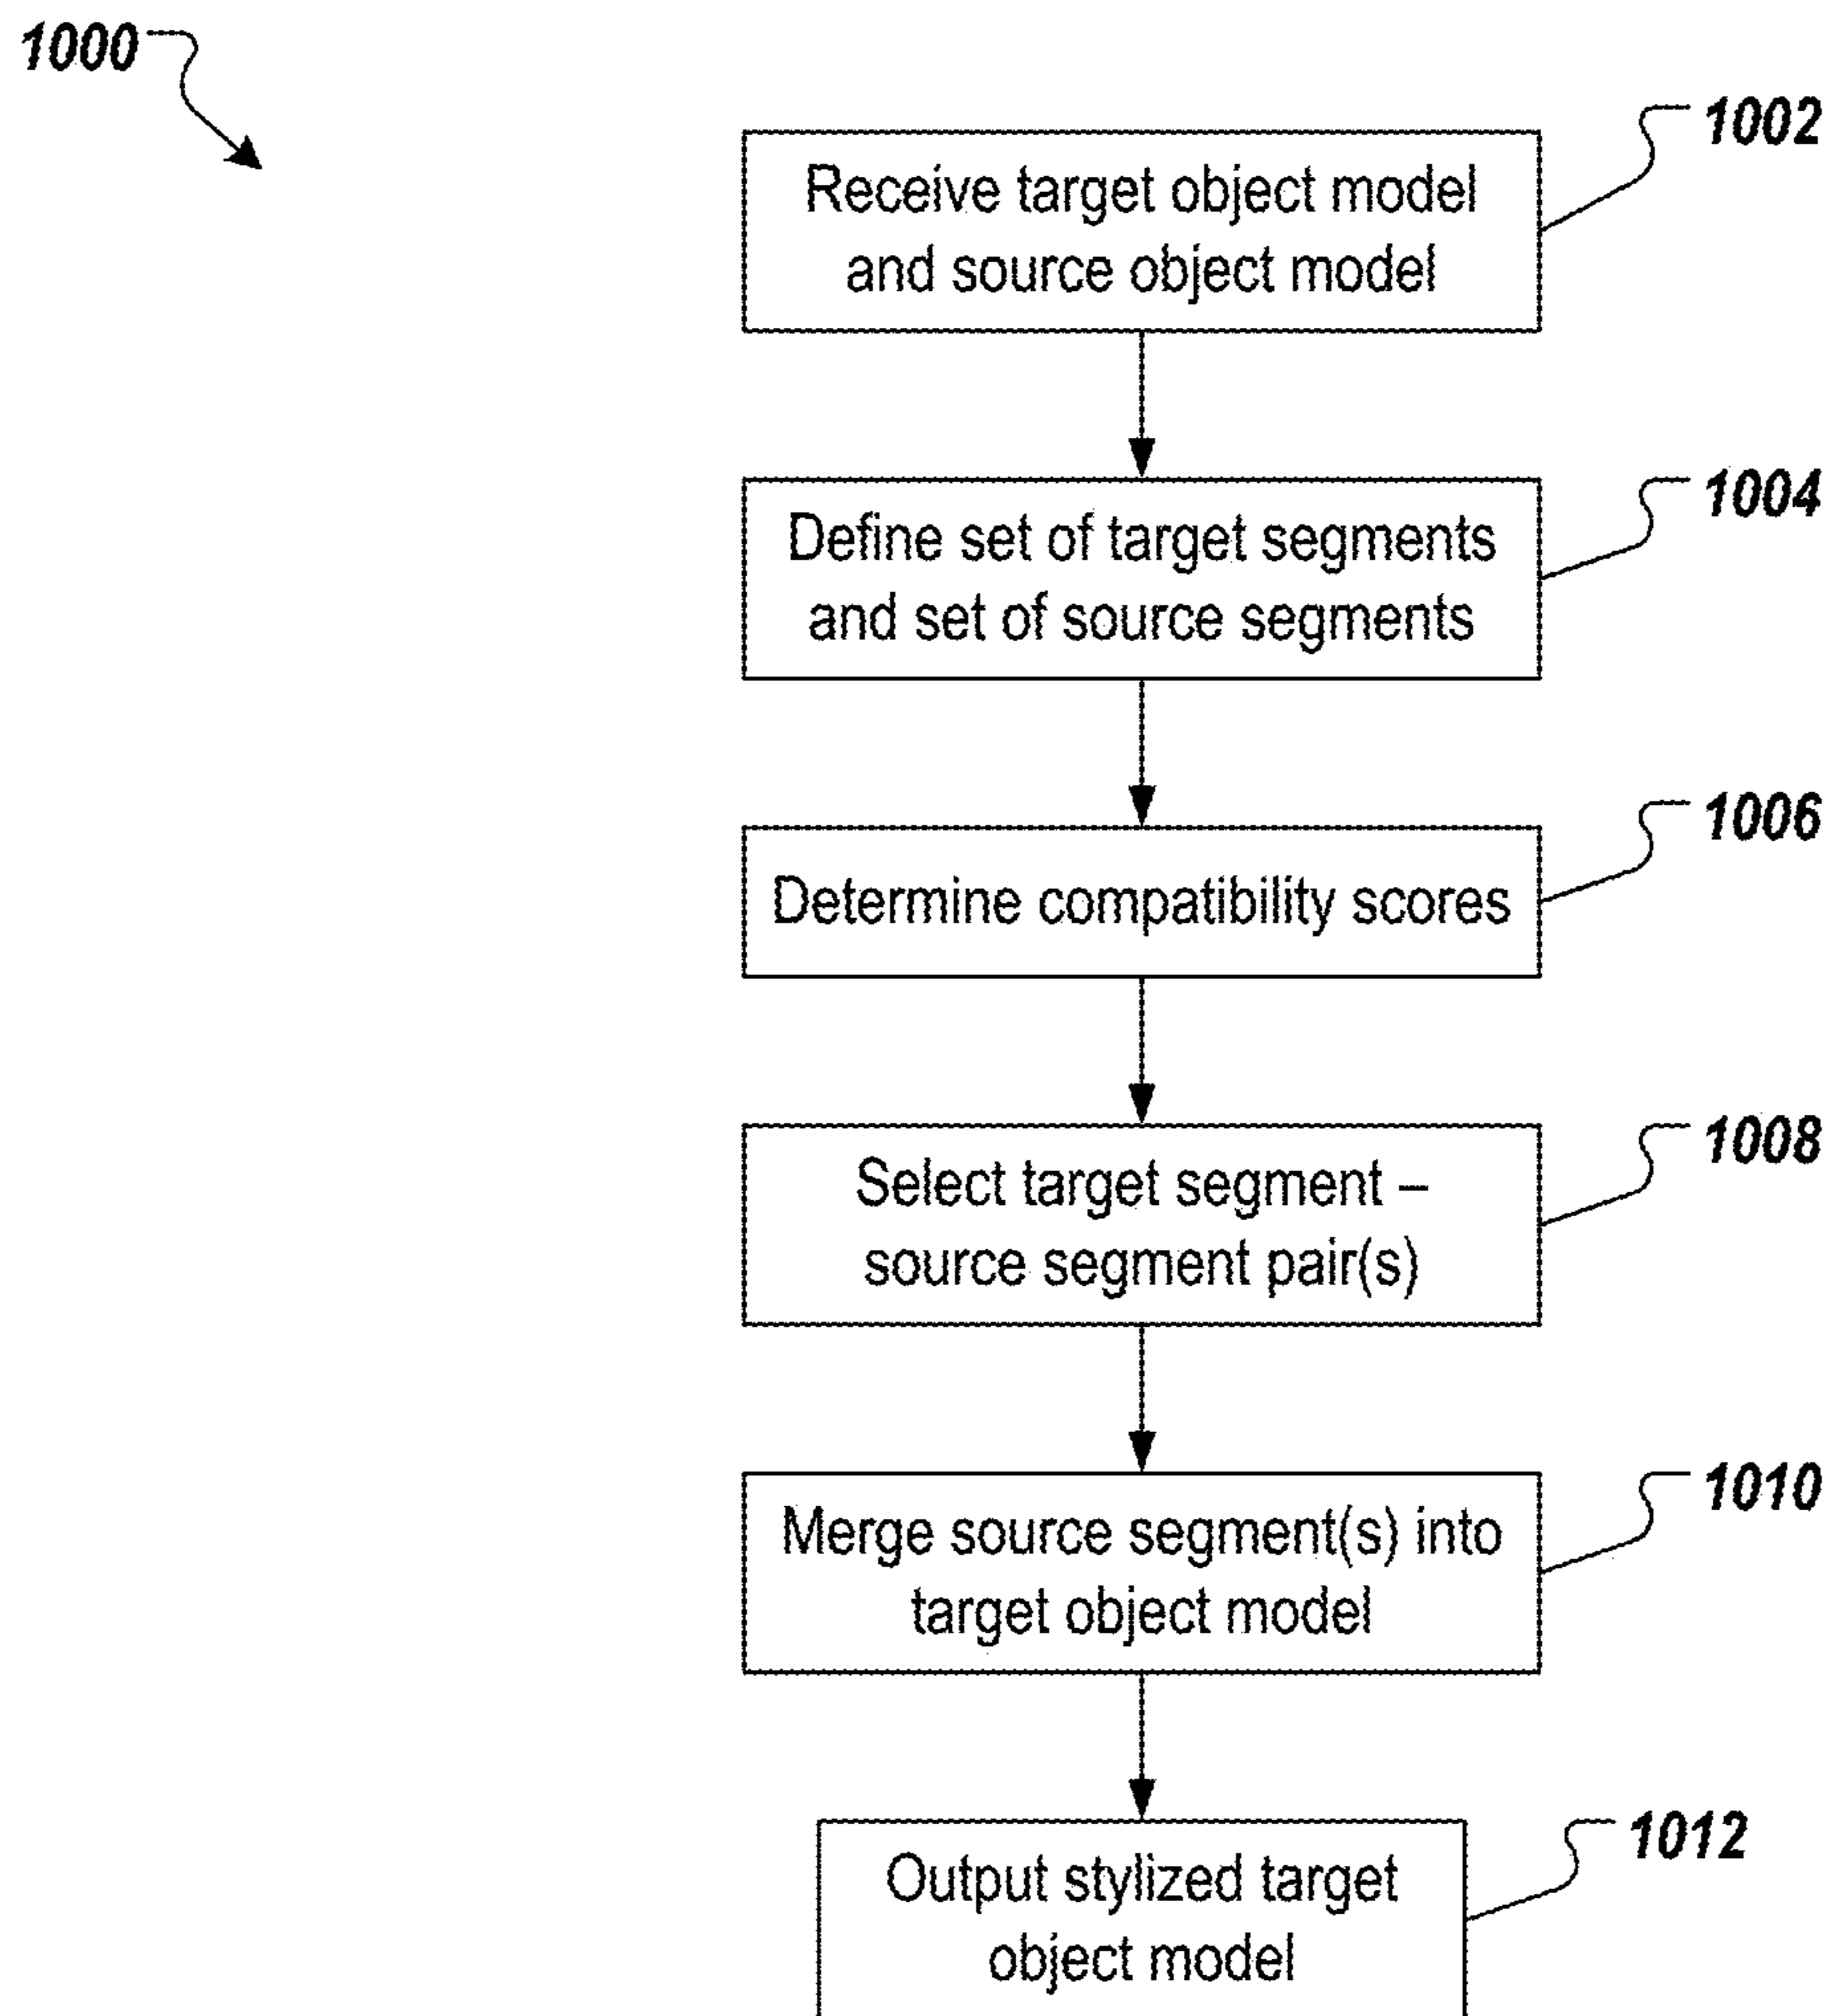 1000
1002
Receive target object model
and source object model
1004
Define set of target segments
and set of source segments
1006
Determine compatibility scores
1008
Select target segment –
source segment pair(s)
1010
Merge source segment(s) into
target object model
1012
Output stylized target
object model